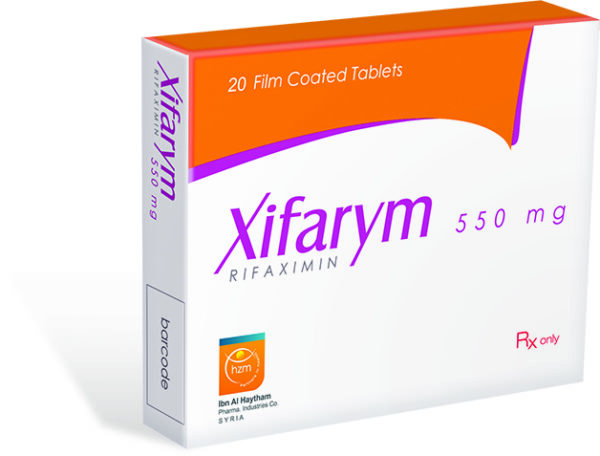 20 Film Coated Tablets
Xifarym 550 mg
RIFAXIMIN
Rx only
hzm
Ibn Al Haytham
Pharma. Industries Co.
SYRIA
Xifarym
RIFAXIMIN 550 mg
barcode